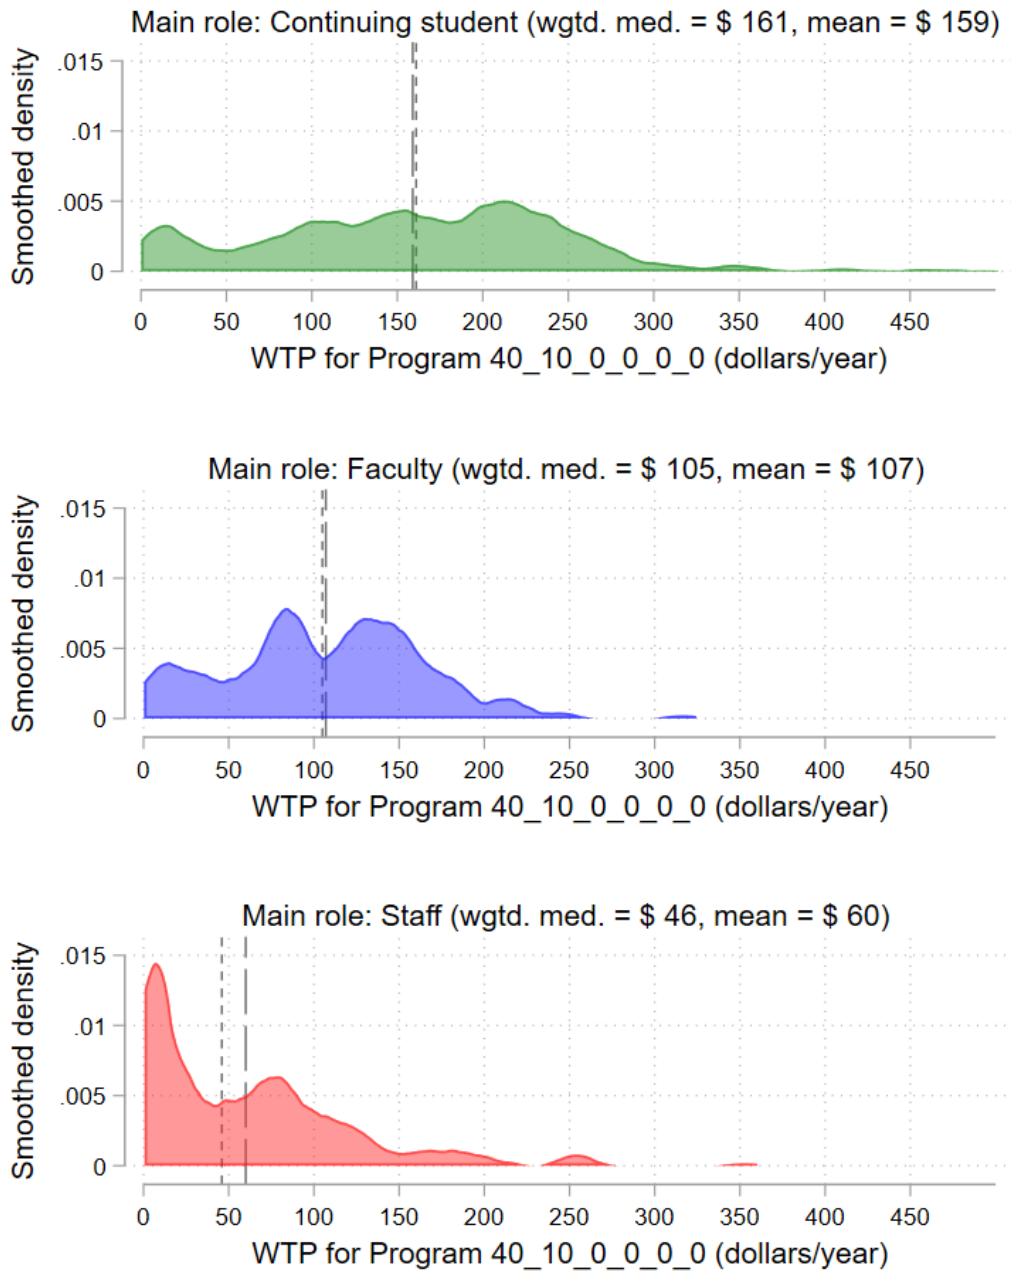 Main role: Continuing student (wgtd. med. = $ 161, mean = $ 159)
Smoothed density
.015
.01
.005
0
0 50 100 150 200 250 300 350 400 450
WTP for Program 40_10_0_0_0_0 (dollars/year)
Main role: Faculty (wgtd. med. = $ 105, mean = $ 107)
Smoothed density
.015
.01
.005
0
0 50 100 150 200 250 300 350 400 450
WTP for Program 40_10_0_0_0_0 (dollars/year)
Main role: Staff (wgtd. med. = $ 46, mean = $ 60)
Smoothed density
.015
.01
.005
0
0 50 100 150 200 250 300 350 400 450
WTP for Program 40_10_0_0_0_0 (dollars/year)